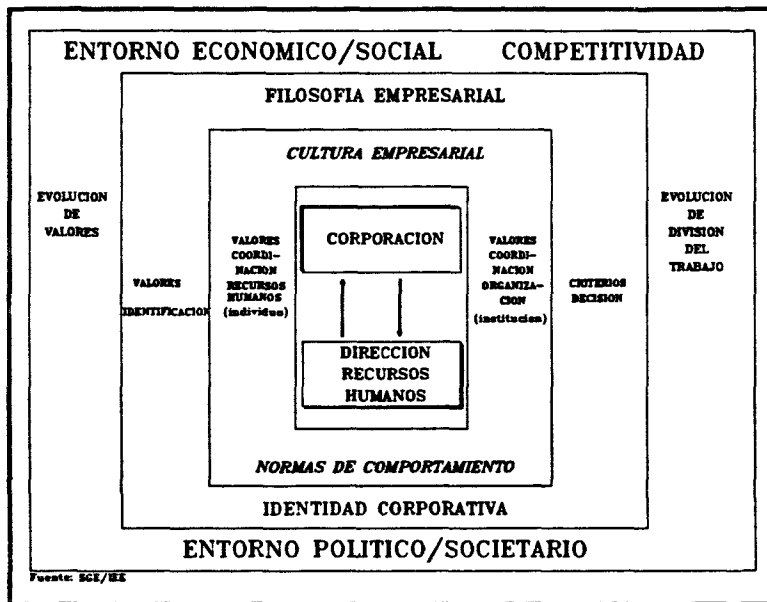 ENTORNO ECONOMICO/SOCIAL COMPETITIVIDAD
FILOSOFIA EMPRESARIAL
CULTURA EMPRESARIAL
EVOLUCION
DE
VALORES
VALORES
IDENTIFICACION
VALORES
COORDI-
NACION
RECURSOS
HUMANOS
(individuo)
CORPORACION
DIRECCION
RECURSOS
HUMANOS
VALORES
COORDI-
NACION
ORGANIZA-
CION
(institucion)
CRITERIOS
DECISION
EVOLUCION
DE
DIVISION
DEL
TRABAJO
NORMAS DE COMPORTAMIENTO
IDENTIDAD CORPORATIVA
ENTORNO POLITICO/SOCIETARIO
Fuente: SGE/IEE